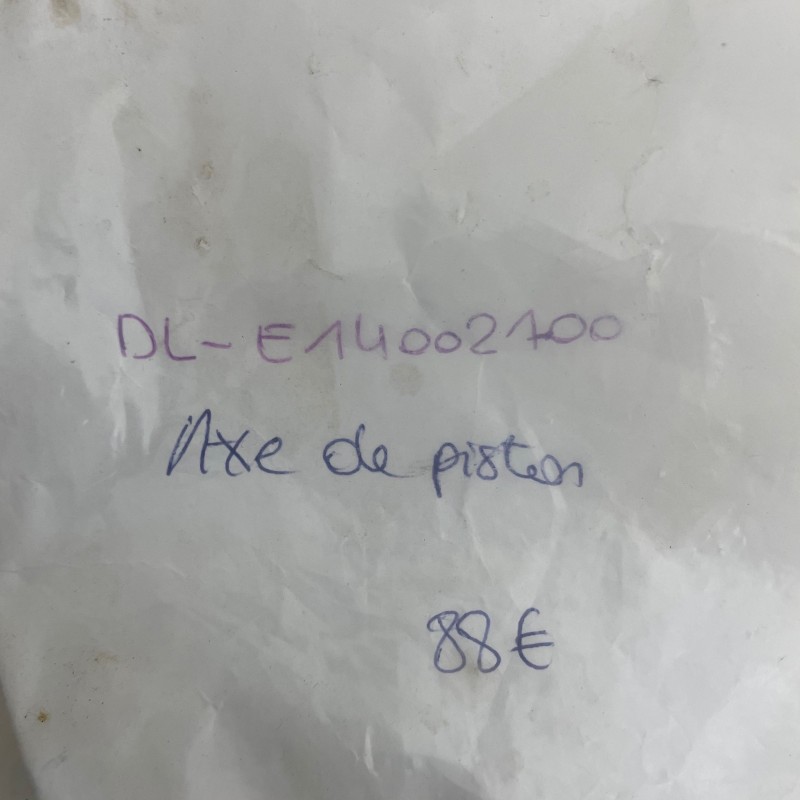 DL-E14002100
Axe de piston
88€